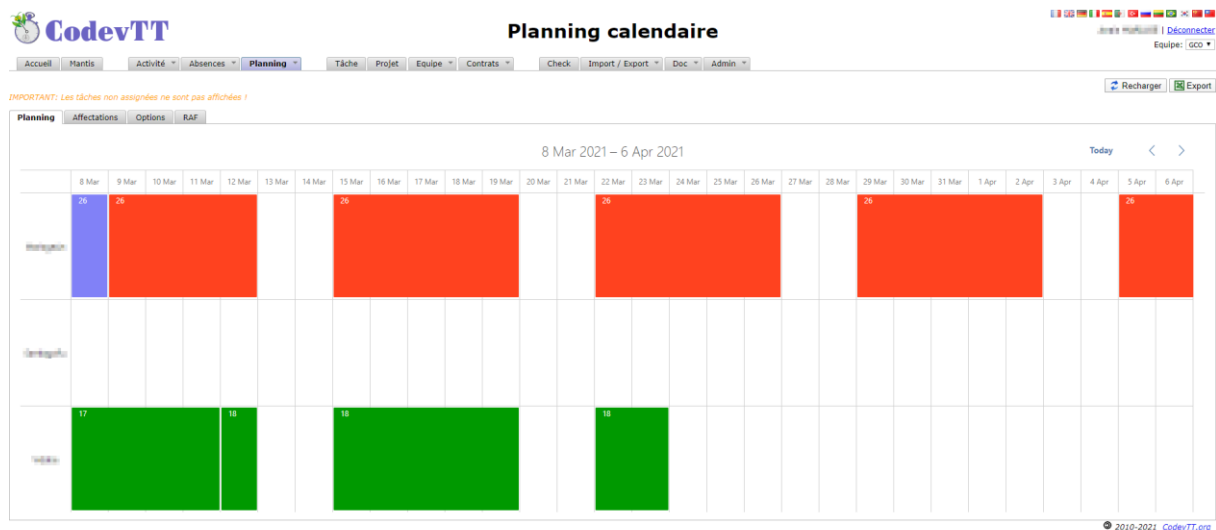 CodevTT
Planning calendaire
| Déconnecter
Equipe: GCO
Accueil Mantis Activité Absences Planning Tâche Projet Equipe Contrats Check Import / Export Doc Admin
Recharger Export
IMPORTANT: Les tâches non assignées ne sont pas affichées !
Planning Affectations Options RAF
8 Mar 2021 – 6 Apr 2021
Today
8 Mar 9 Mar 10 Mar 11 Mar 12 Mar 13 Mar 14 Mar 15 Mar 16 Mar 17 Mar 18 Mar 19 Mar 20 Mar 21 Mar 22 Mar 23 Mar 24 Mar 25 Mar 26 Mar 27 Mar 28 Mar 29 Mar 30 Mar 31 Mar 1 Apr 2 Apr 3 Apr 4 Apr 5 Apr 6 Apr
26 26 26 26 26 26
17 18 18 18
© 2010-2021 CodevTT.org